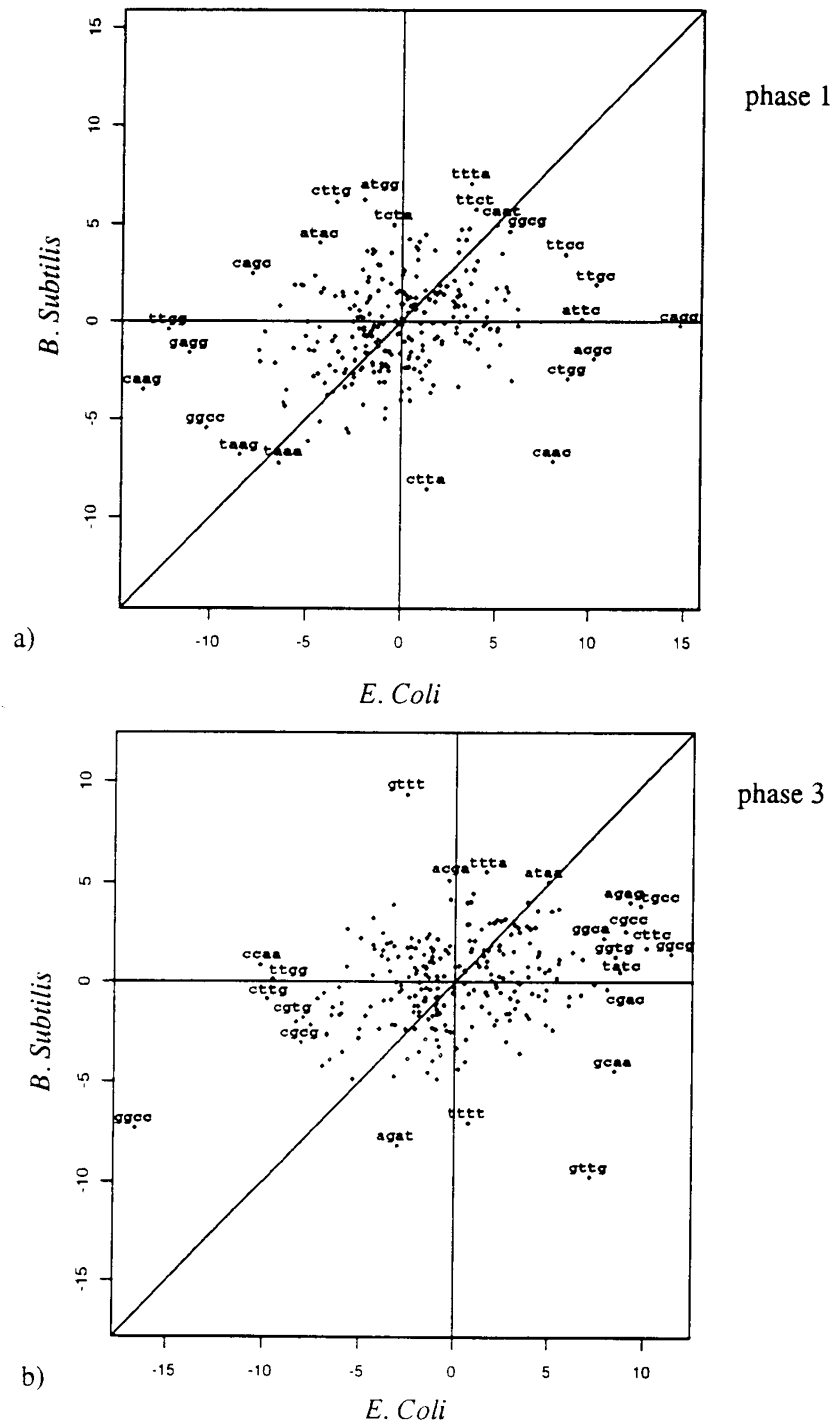 phase 1
15
10
5
0
-5
-10
B. Subtilis
ttta
atgg
cttg
ttct
caat
tcta
ggcg
atac
ttcc
cagc
ttgc
ttgg
attc
gagg
acgc
ctgg
caag
ggcc
taag
taaa
caac
ctta
-10
-5
0
5
10
15
a)
E. Coli
phase 3
10
5
0
-5
-10
-15
B. Subtilis
gttt
acga
ttta
ataa
agag
tgcc
cgcc
ggca
cttc
ggcg
ggtg
tatc
ccaa
ttgg
cttg
cgac
cgtg
cgcg
gcaa
ggcc
tttt
agat
gttg
-15
-10
-5
0
5
10
b)
E. Coli